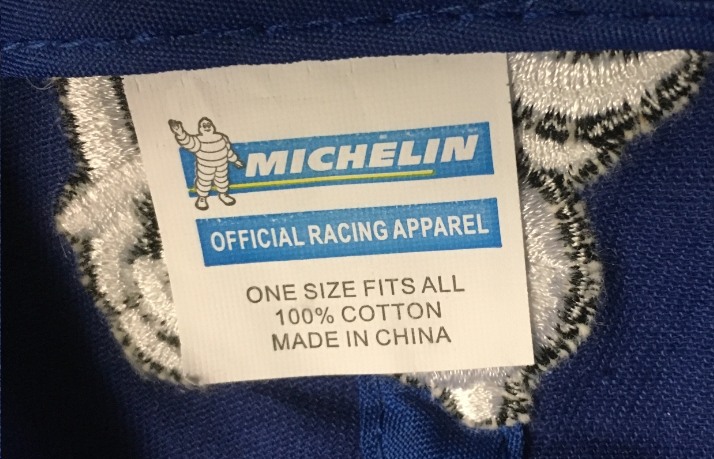 MICHELIN
OFFICIAL RACING APPAREL
ONE SIZE FITS ALL
100% COTTON
MADE IN CHINA